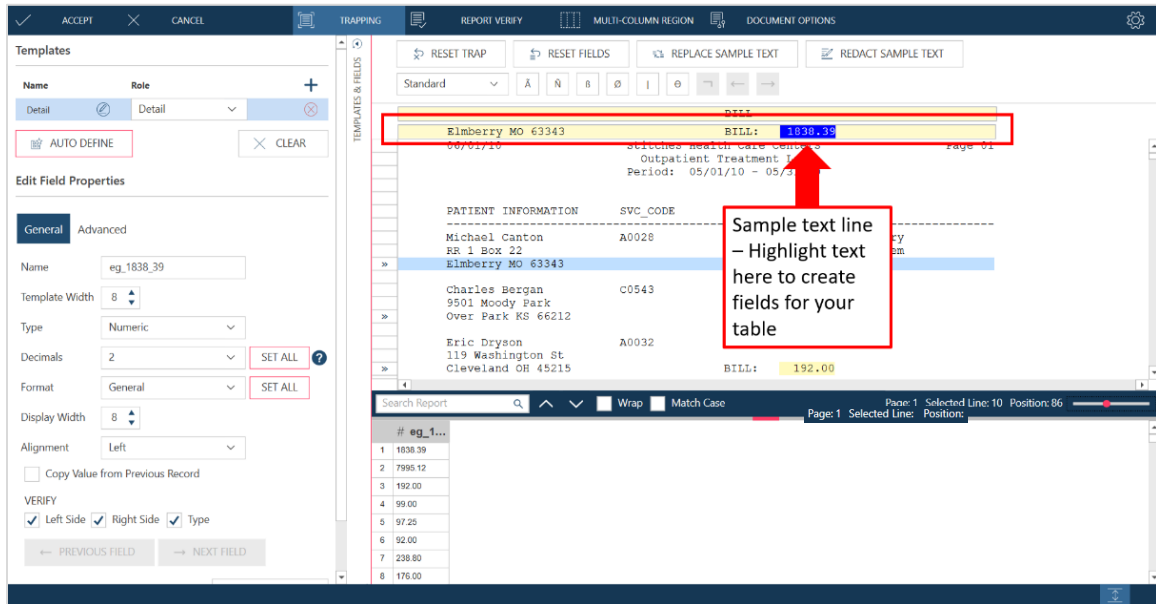 ACCEPT CANCEL TRAPPING REPORT VERIFY MULTI-COLUMN REGION DOCUMENT OPTIONS
Templates
Name Role
Detail Detail
AUTO DEFINE CLEAR
Edit Field Properties
General Advanced
Name eg_1838_39
Template Width 8
Type Numeric
Decimals 2 SET ALL ?
Format General SET ALL
Display Width 8
Alignment Left
Copy Value from Previous Record
VERIFY
Left Side Right Side Type
← PREVIOUS FIELD → NEXT FIELD
TEMPLATES & FIELDS
RESET TRAP RESET FIELDS REPLACE SAMPLE TEXT REDACT SAMPLE TEXT
Standard Ä Ñ ß Ø | Θ ¬ ← →
BILL
Elmberry MO 63343 BILL: 1838.39
06/01/10 Stitches Health Care Centers Page 01
Outpatient Treatment
Period: 05/01/10 - 05/3
PATIENT INFORMATION SVC_CODE
Michael Canton A0028 ry
RR 1 Box 22 em
» Elmberry MO 63343
Charles Bergan C0543
9501 Moody Park
» Over Park KS 66212
Eric Dryson A0032
119 Washington St
» Cleveland OH 45215 BILL: 192.00
Sample text line
– Highlight text
here to create
fields for your
table
Search Report Wrap Match Case Page: 1 Selected Line: 10 Position: 86
Page: 1 Selected Line: Position:
# eg_1...
1 1838.39
2 7995.12
3 192.00
4 99.00
5 97.25
6 92.00
7 238.80
8 176.00